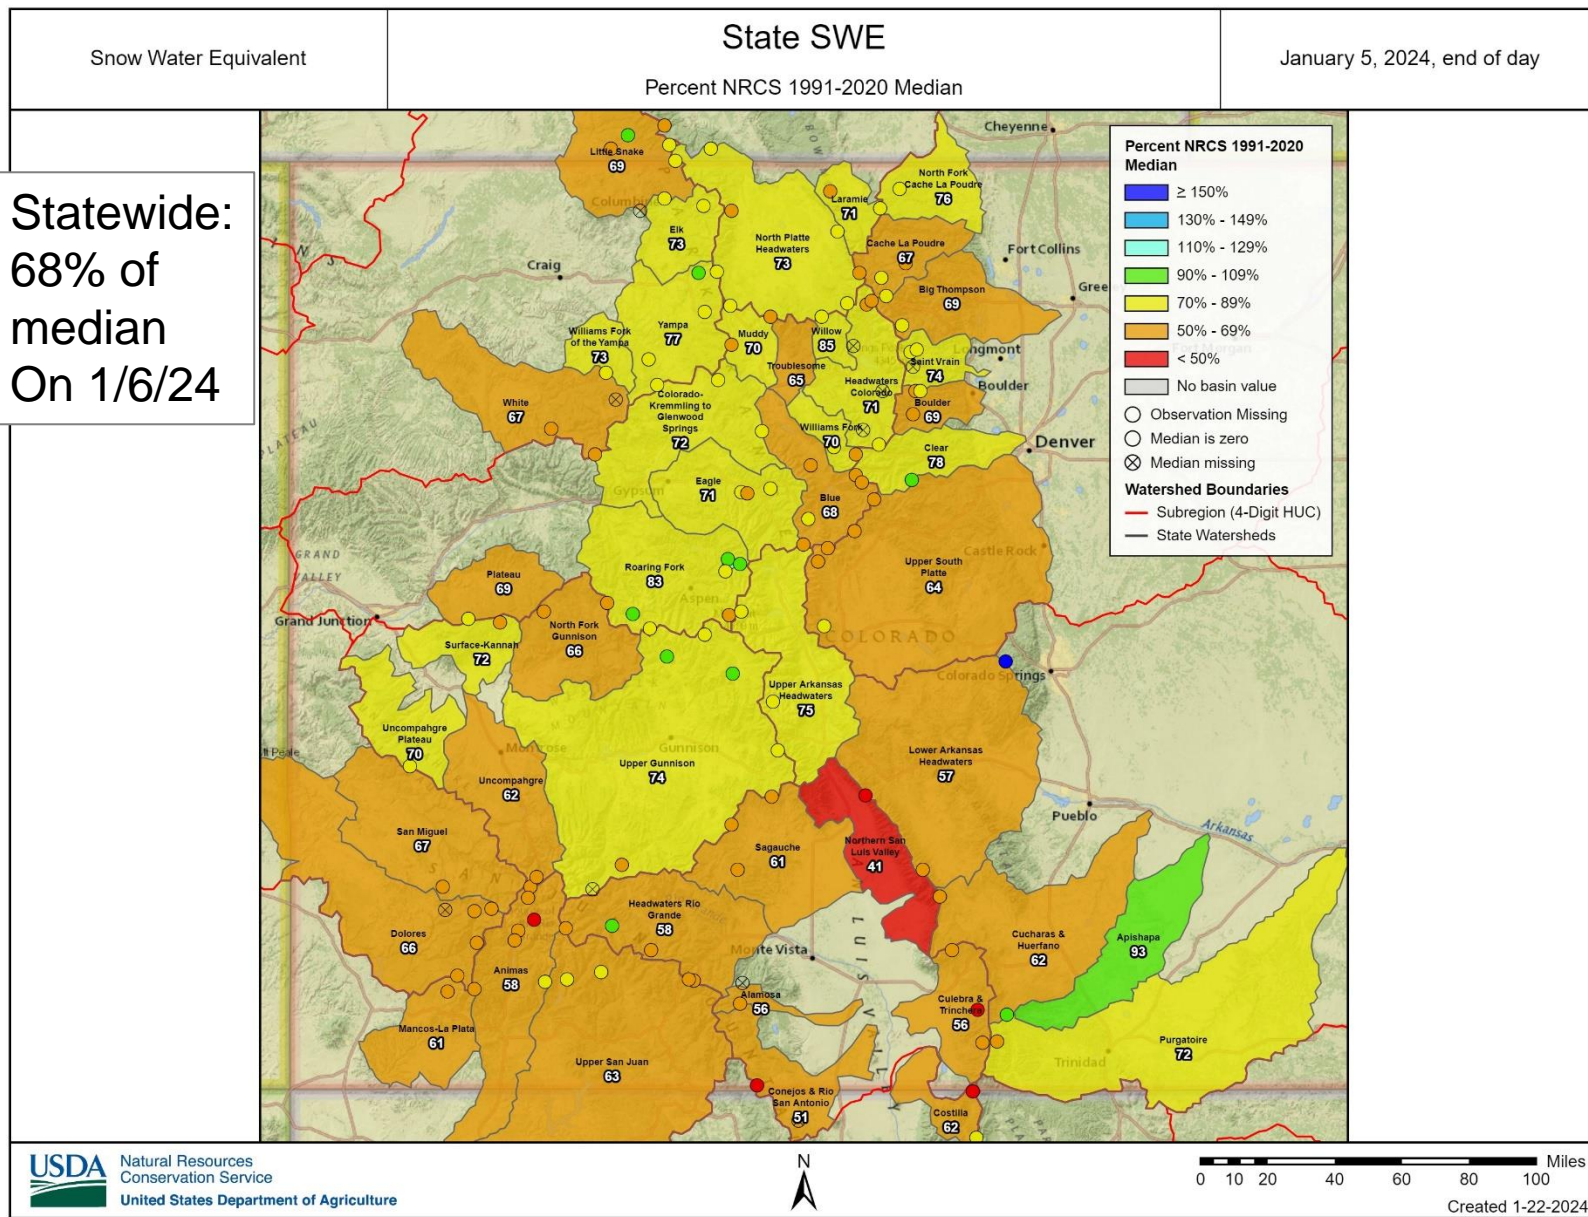 Snow Water Equivalent
State SWE
Percent NRCS 1991-2020 Median
January 5, 2024, end of day
Statewide:
68% of
median
On 1/6/24
Percent NRCS 1991-2020
Median
≥ 150%
130% - 149%
110% - 129%
90% - 109%
70% - 89%
50% - 69%
< 50%
No basin value
Observation Missing
Median is zero
Median missing
Watershed Boundaries
Subregion (4-Digit HUC)
State Watersheds
Cheyenne
Little Snake
69
North Fork
Cache La Poudre
76
Laramie
71
Elk
73
North Platte
Headwaters
73
Cache La Poudre
67
Fort Collins
Craig
Big Thompson
69
Williams Fork
of the Yampa
73
Yampa
77
Muddy
70
Willow
85
Troublesome
65
Saint Vrain
74
Longmont
Boulder
Headwaters
Colorado
71
Boulder
69
White
67
Colorado-
Kremmling to
Glenwood
Springs
72
Williams Fork
70
Denver
Clear
78
Gypsum
Eagle
71
Blue
68
Castle Rock
GRAND
VALLEY
PLATEAU
Plateau
69
Roaring Fork
83
Aspen
Upper South
Platte
64
Grand Junction
North Fork
Gunnison
66
COLORADO
Surface-Kannah
72
Colorado Springs
Upper Arkansas
Headwaters
75
Uncompahgre
Plateau
70
Montrose
Gunnison
Upper Gunnison
74
Lower Arkansas
Headwaters
57
Uncompahgre
62
Pueblo
Arkansas
San Miguel
67
Sagauche
61
Northern San
Luis Valley
41
Headwaters Rio
Grande
58
Dolores
66
Cucharas &
Huerfano
62
Apishapa
93
Monte Vista
Animas
58
Alamosa
56
Culebra &
Trinchera
56
Mancos-La Plata
61
Purgatoire
72
Trinidad
Upper San Juan
63
Conejos & Rio
San Antonio
51
Costilla
62
USDA
Natural Resources
Conservation Service
United States Department of Agriculture
N
Miles
0 10 20 40 60 80 100
Created 1-22-2024